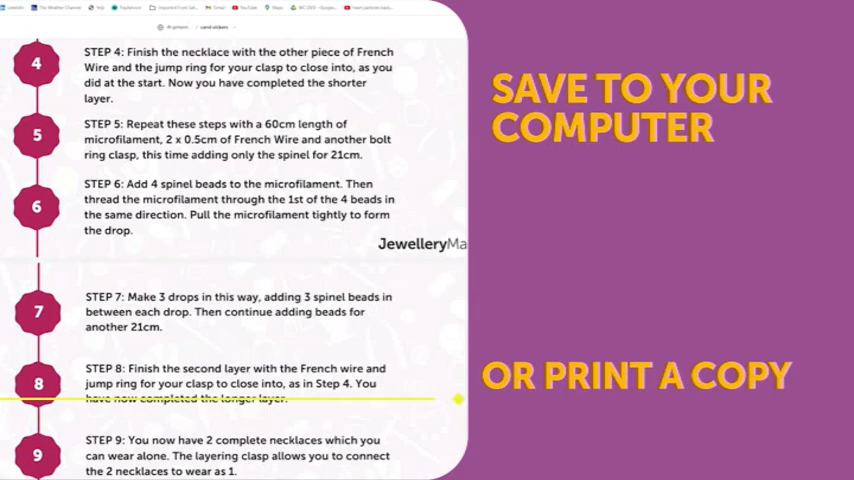 The Weather Channel
Help
YouTube
Maps
4
STEP 4: Finish the necklace with the other piece of French
Wire and the jump ring for your clasp to close into, as you
did at the start. Now you have completed the shorter
layer.
5
STEP 5: Repeat these steps with a 60cm length of
microfilament, 2 x 0.5cm of French Wire and another bolt
ring clasp, this time adding only the spinel for 21cm.
6
STEP 6: Add 4 spinel beads to the microfilament. Then
thread the microfilament through the 1st of the 4 beads in
the same direction. Pull the microfilament tightly to form
the drop.
JewelleryMa
7
STEP 7: Make 3 drops in this way, adding 3 spinel beads in
between each drop. Then continue adding beads for
another 21cm.
8
STEP 8: Finish the second layer with the French wire and
jump ring for your clasp to close into, as in Step 4. You
have now completed the longer layer.
9
STEP 9: You now have 2 complete necklaces which you
can wear alone. The layering clasp allows you to connect
the 2 necklaces to wear as 1.
SAVE TO YOUR
COMPUTER
OR PRINT A COPY